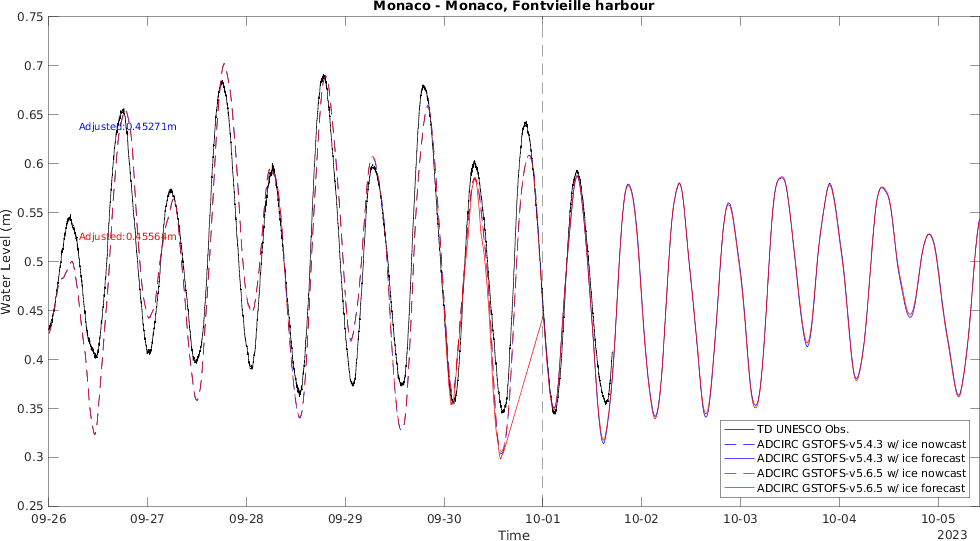 Monaco - Monaco, Fontvieille harbour
0.75
0.7
0.65
0.6
0.55
0.5
0.45
0.4
0.35
0.3
0.25
Water Level (m)
Adjusted:0.45271m
Adjusted:0.45564m
TD UNESCO Obs.
ADCIRC GSTOFS-v5.4.3 w/ ice nowcast
ADCIRC GSTOFS-v5.4.3 w/ ice forecast
ADCIRC GSTOFS-v5.6.5 w/ ice nowcast
ADCIRC GSTOFS-v5.6.5 w/ ice forecast
09-26 09-27 09-28 09-29 09-30 10-01 10-02 10-03 10-04 10-05
Time
2023